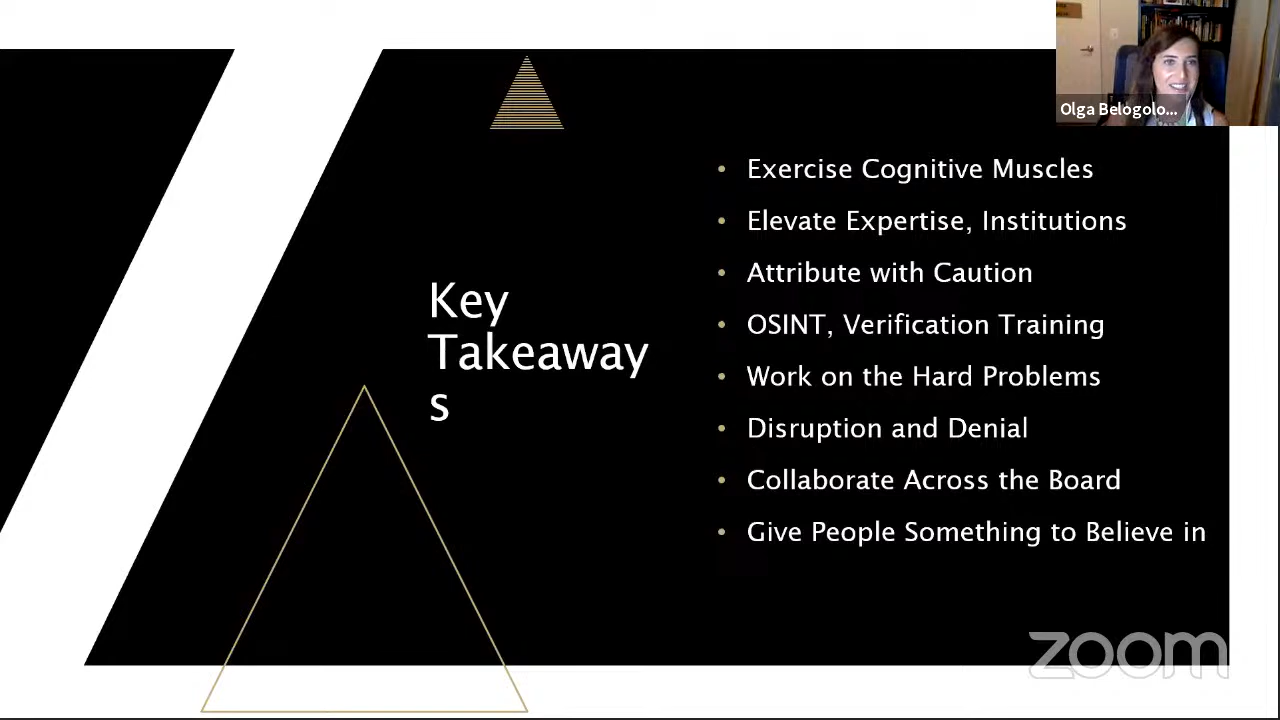 Olga Belogolo...
Key
Takeaway
s
• Exercise Cognitive Muscles
• Elevate Expertise, Institutions
• Attribute with Caution
• OSINT, Verification Training
• Work on the Hard Problems
• Disruption and Denial
• Collaborate Across the Board
• Give People Something to Believe in
zoom